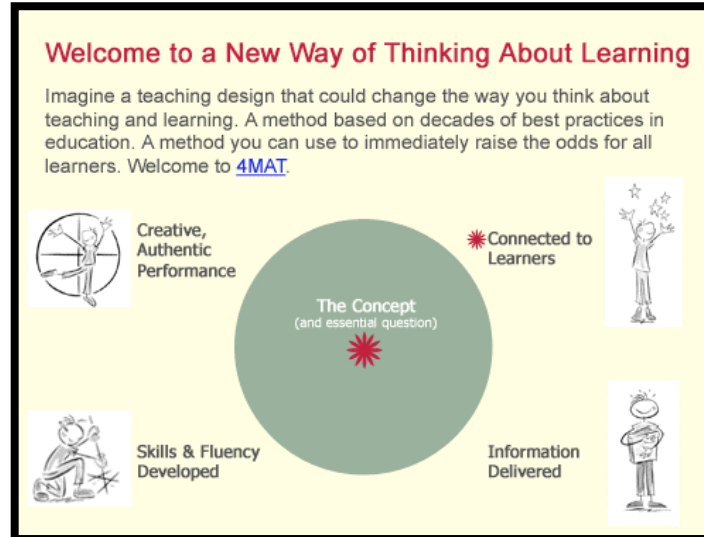 Welcome to a New Way of Thinking About Learning
Imagine a teaching design that could change the way you think about
teaching and learning. A method based on decades of best practices in
education. A method you can use to immediately raise the odds for all
learners. Welcome to 4MAT.
Creative,
Authentic
Performance
Connected to
Learners
The Concept
(and essential question)
Skills & Fluency
Developed
Information
Delivered